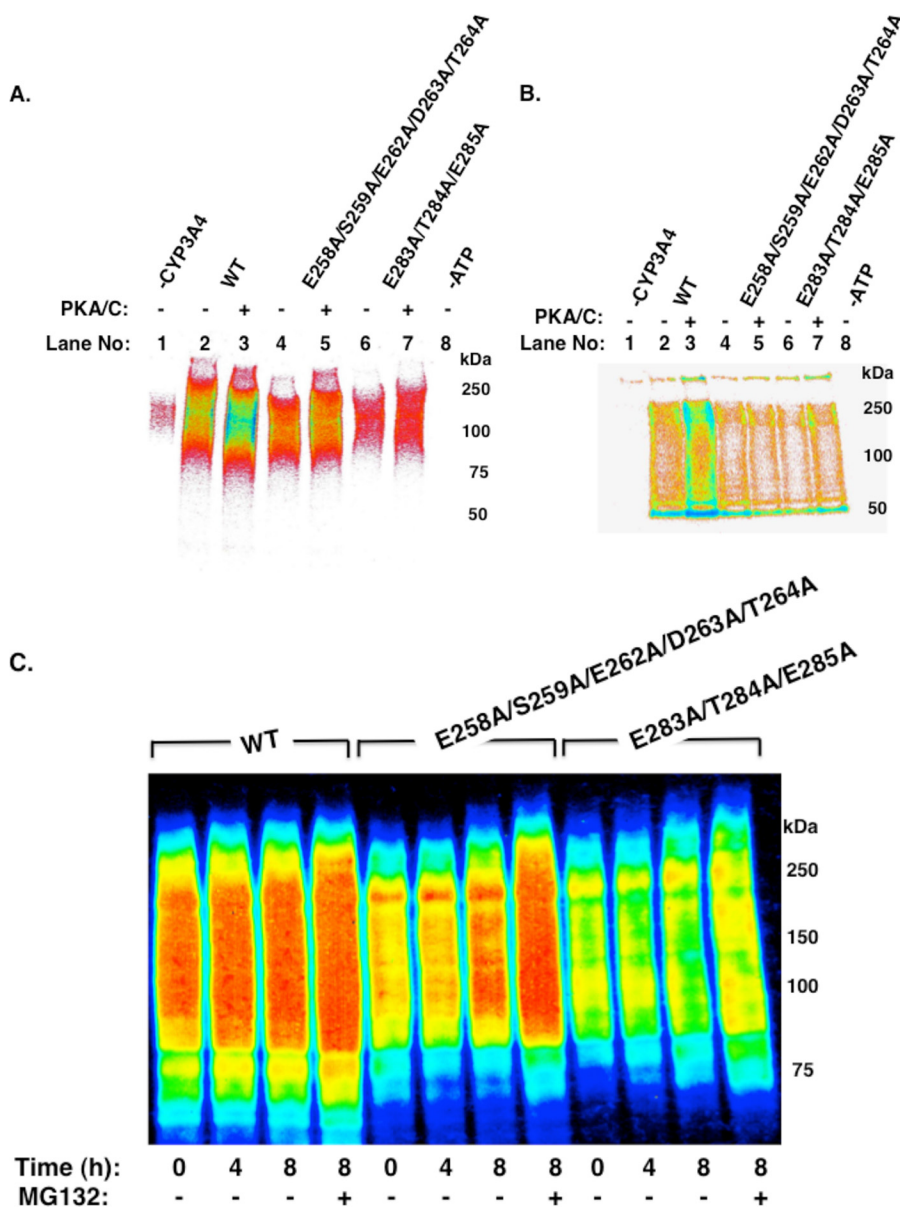 A.
-CYP3A4
WT
E258A/S259A/E262A/D263A/T264A
E283A/T284A/E285A
-ATP
PKA/C: - - + - + - + -
Lane No: 1 2 3 4 5 6 7 8
kDa
250
100
75
50
B.
-CYP3A4
WT
E258A/S259A/E262A/D263A/T264A
E283A/T284A/E285A
-ATP
PKA/C: - - + - + - + -
Lane No: 1 2 3 4 5 6 7 8
kDa
250
100
50
C.
WT
E258A/S259A/E262A/D263A/T264A
E283A/T284A/E285A
kDa
250
150
100
75
Time (h): 0 4 8 8 0 4 8 8 0 4 8 8
MG132: - - - + - - - + - - - +